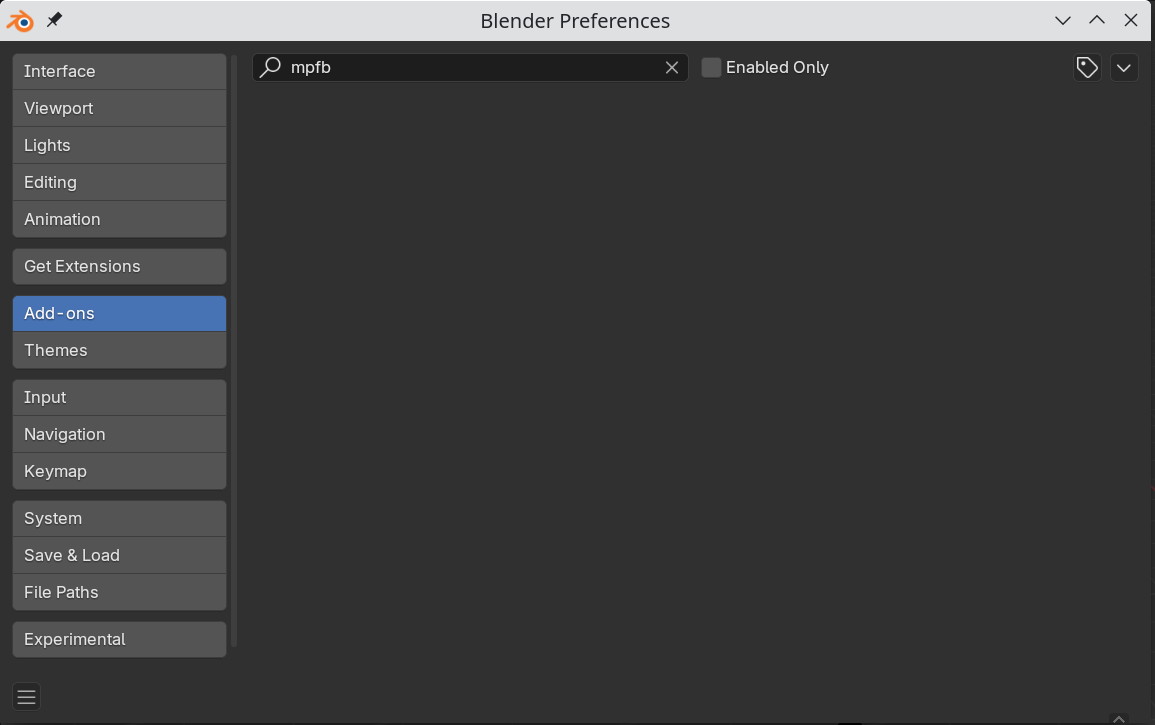 Blender Preferences
Interface
Viewport
Lights
Editing
Animation
Get Extensions
Add-ons
Themes
Input
Navigation
Keymap
System
Save & Load
File Paths
Experimental
mpfb
Enabled Only